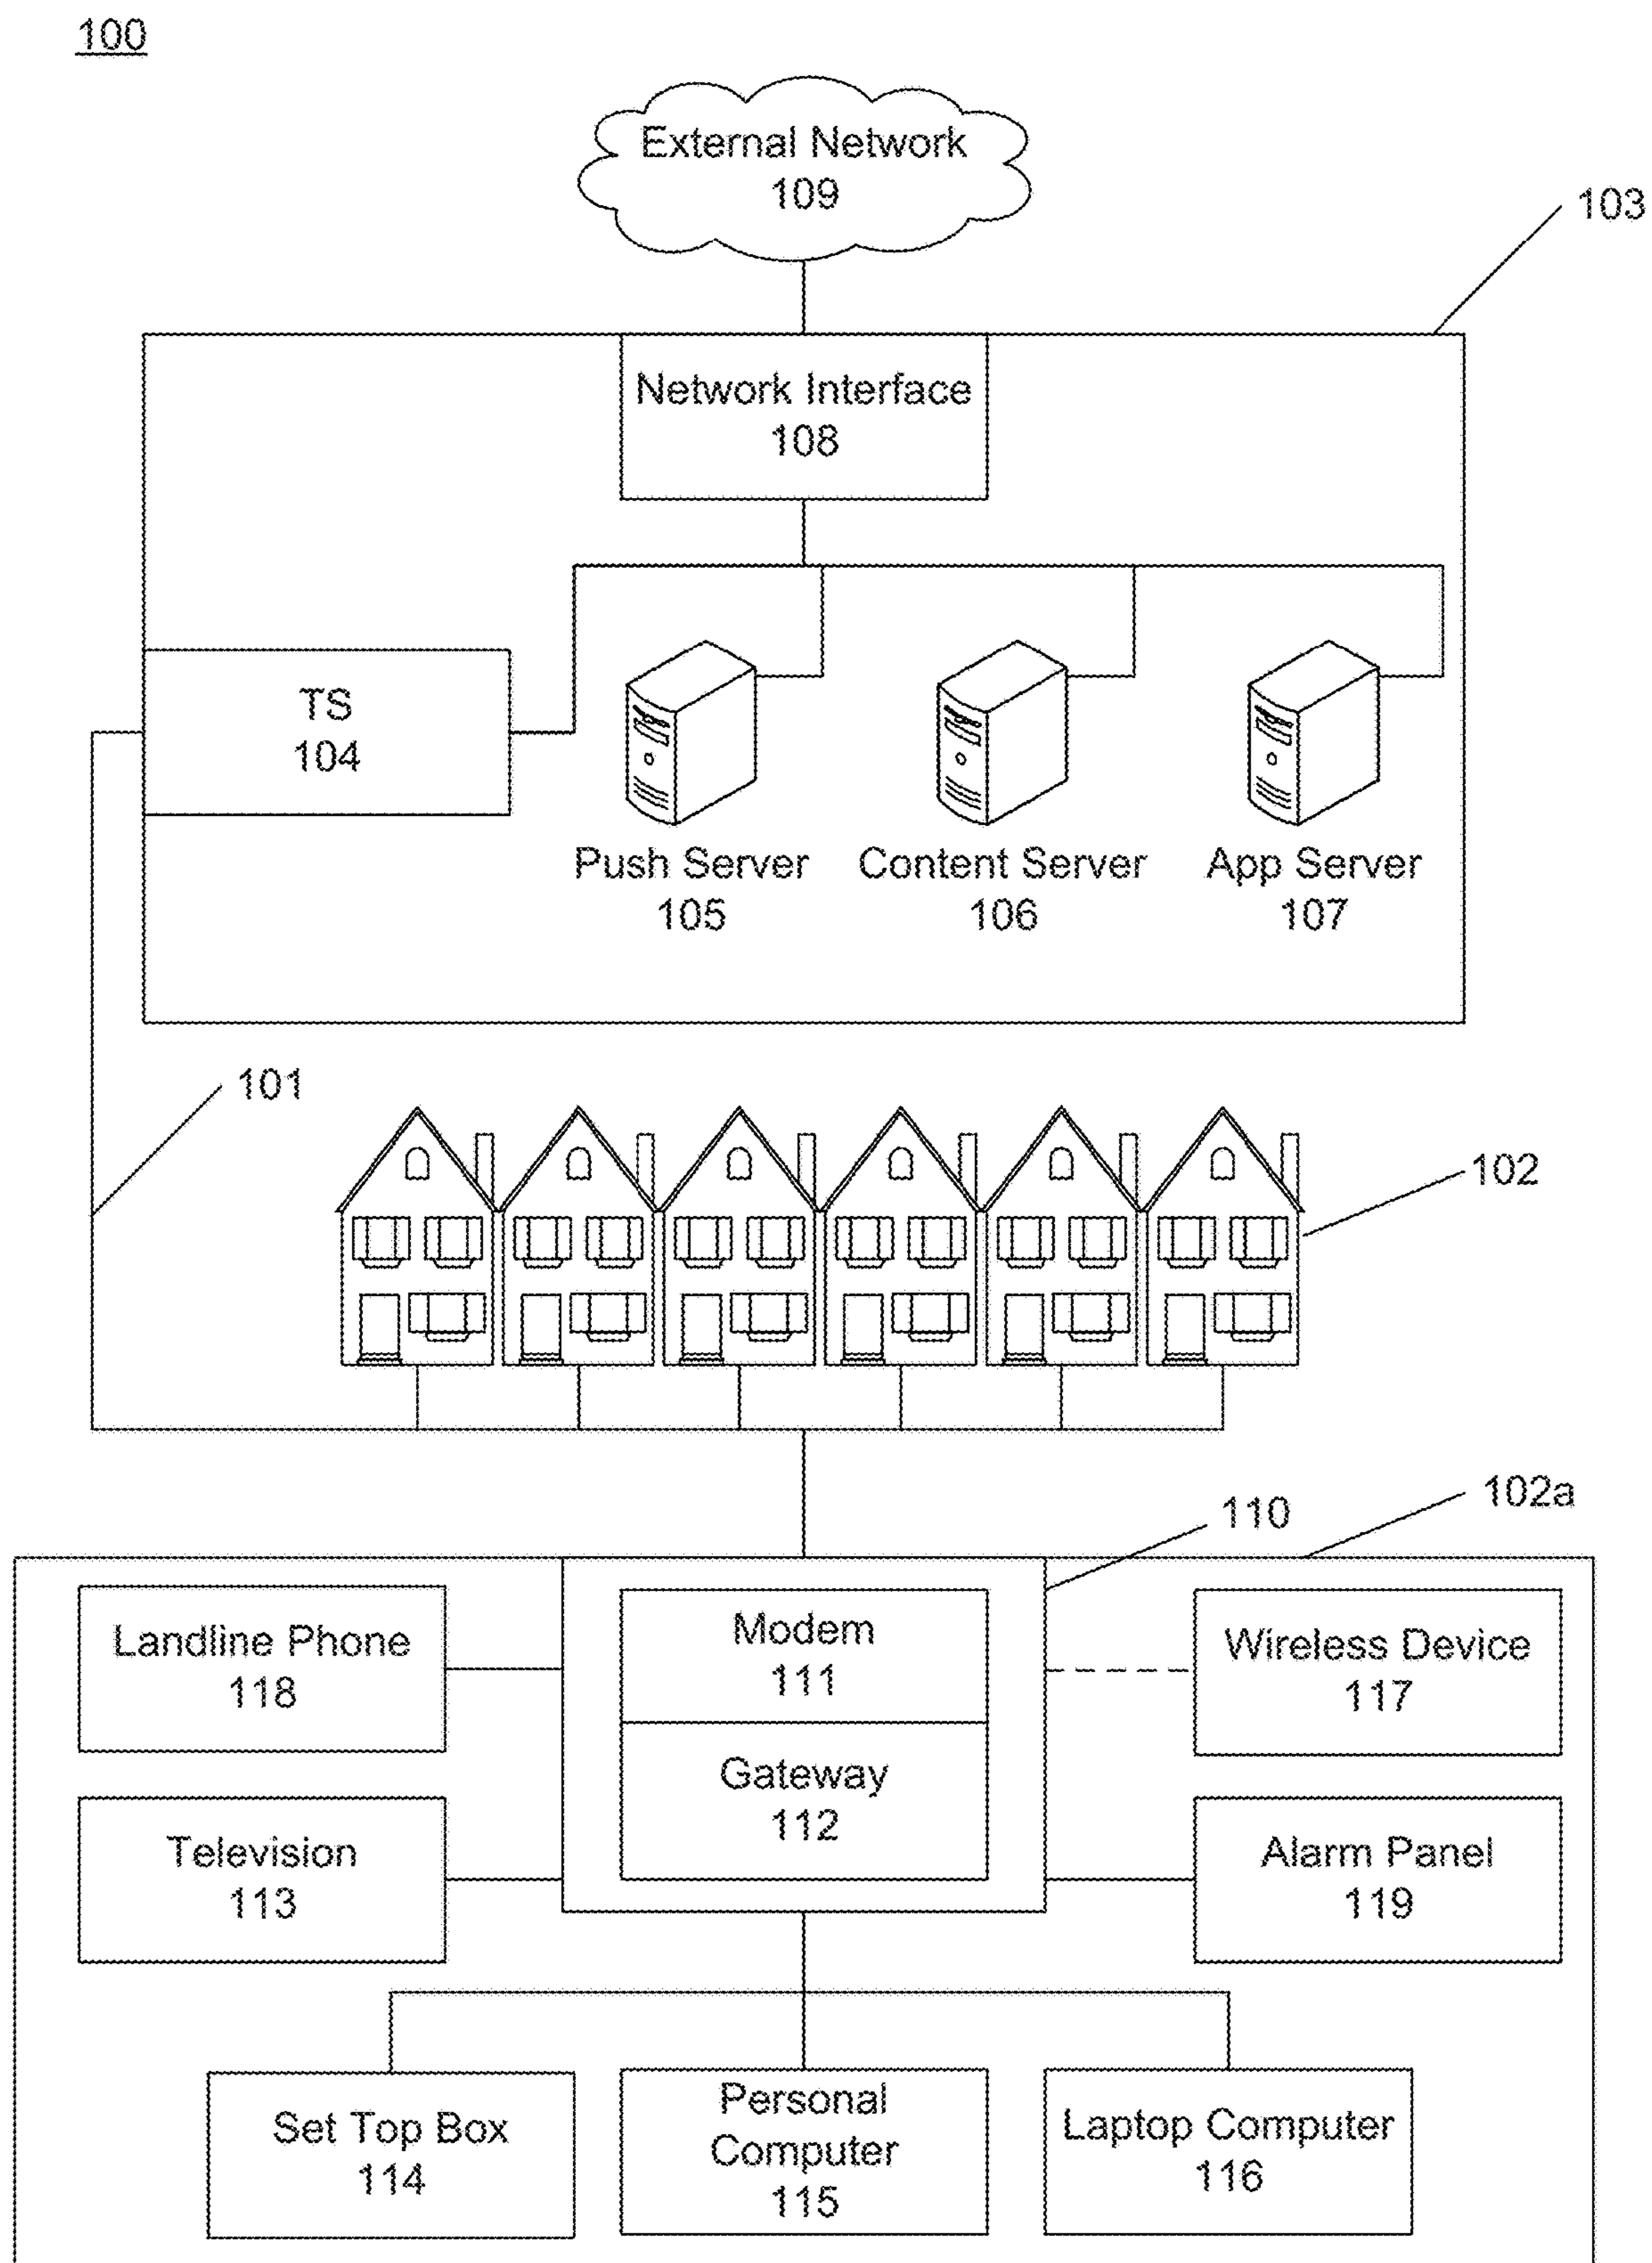 100
External Network
109
103
Network Interface
108
TS
104
Push Server
105
Content Server
106
App Server
107
101
102
102a
110
Landline Phone
118
Modem
111
Wireless Device
117
Gateway
112
Television
113
Alarm Panel
119
Set Top Box
114
Personal
Computer
115
Laptop Computer
116